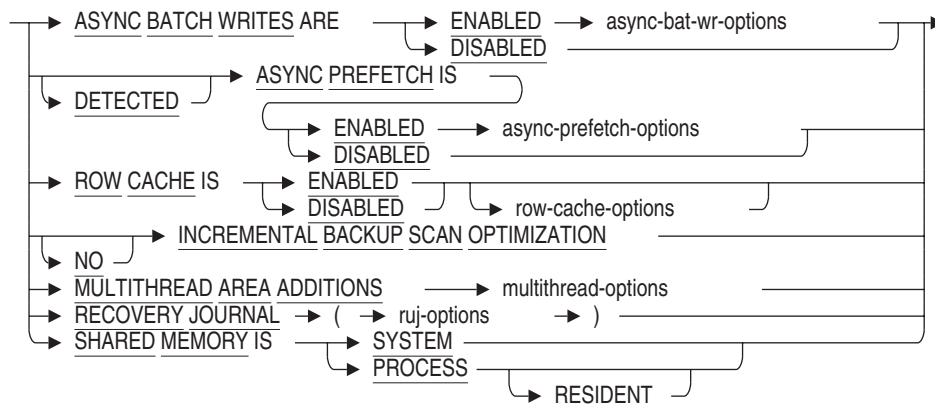 ASYNC BATCH WRITES ARE ENABLED async-bat-wr-options
DISABLED
ASYNC PREFETCH IS
DETECTED
ENABLED async-prefetch-options
DISABLED
ROW CACHE IS ENABLED
DISABLED row-cache-options
INCREMENTAL BACKUP SCAN OPTIMIZATION
NO
MULTITHREAD AREA ADDITIONS multithread-options
RECOVERY JOURNAL ( ruj-options )
SHARED MEMORY IS SYSTEM
PROCESS
RESIDENT